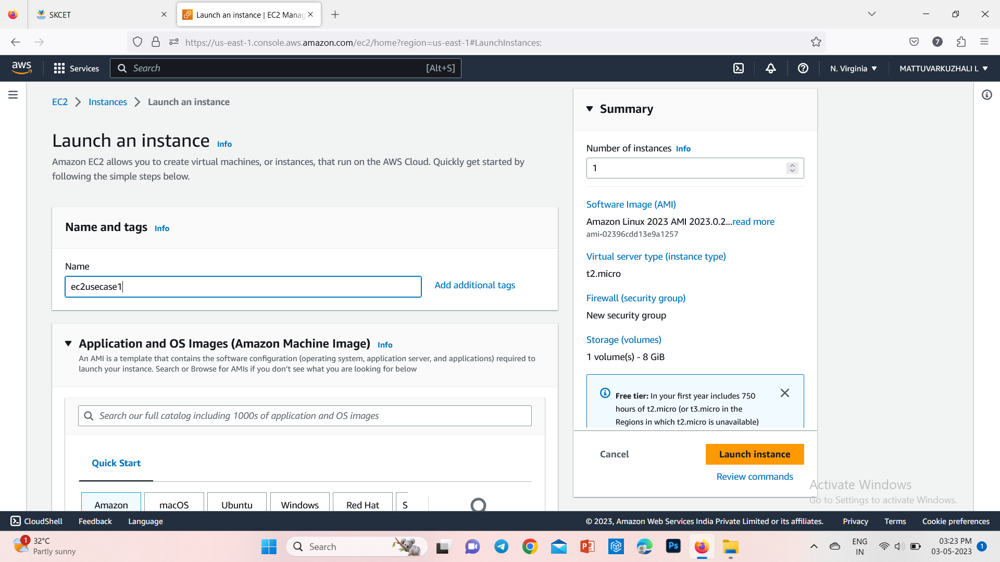 SKCET
Launch an instance | EC2 Manag
https://us-east-1.console.aws.amazon.com/ec2/home?region=us-east-1#LaunchInstances:
7
aws
Services
Search
[Alt+S]
N. Virginia
MATTUVARKUZHALI L
EC2
Instances
Launch an instance
Launch an instance
Info
Amazon EC2 allows you to create virtual machines, or instances, that run on the AWS Cloud. Quickly get started by
following the simple steps below.
Name and tags
Info
Name
ec2usecase1
Add additional tags
Application and OS Images (Amazon Machine Image)
Info
An AMI is a template that contains the software configuration (operating system, application server, and applications) required to
launch your instance. Search or Browse for AMIs if you don't see what you are looking for below
Search our full catalog including 1000s of application and OS images
Quick Start
Amazon
macOS
Ubuntu
Windows
Red Hat
S
Summary
Number of instances
Info
1
Software Image (AMI)
Amazon Linux 2023 AMI 2023.0.2...read more
ami-02396cdd13e9a1257
Virtual server type (instance type)
t2.micro
Firewall (security group)
New security group
Storage (volumes)
1 volume(s) - 8 GiB
Free tier: In your first year includes 750
hours of t2.micro (or t3.micro in the
Regions in which t2.micro is unavailable)
Cancel
Launch instance
Review commands
Activate Windows
Go to Settings to activate Windows.
CloudShell
Feedback
Language
© 2023, Amazon Web Services India Private Limited or its affiliates.
Privacy
Terms
Cookie preferences
1
32°C
Partly sunny
Search
Ps
ENG
IN
03:23 PM
03-05-2023
1